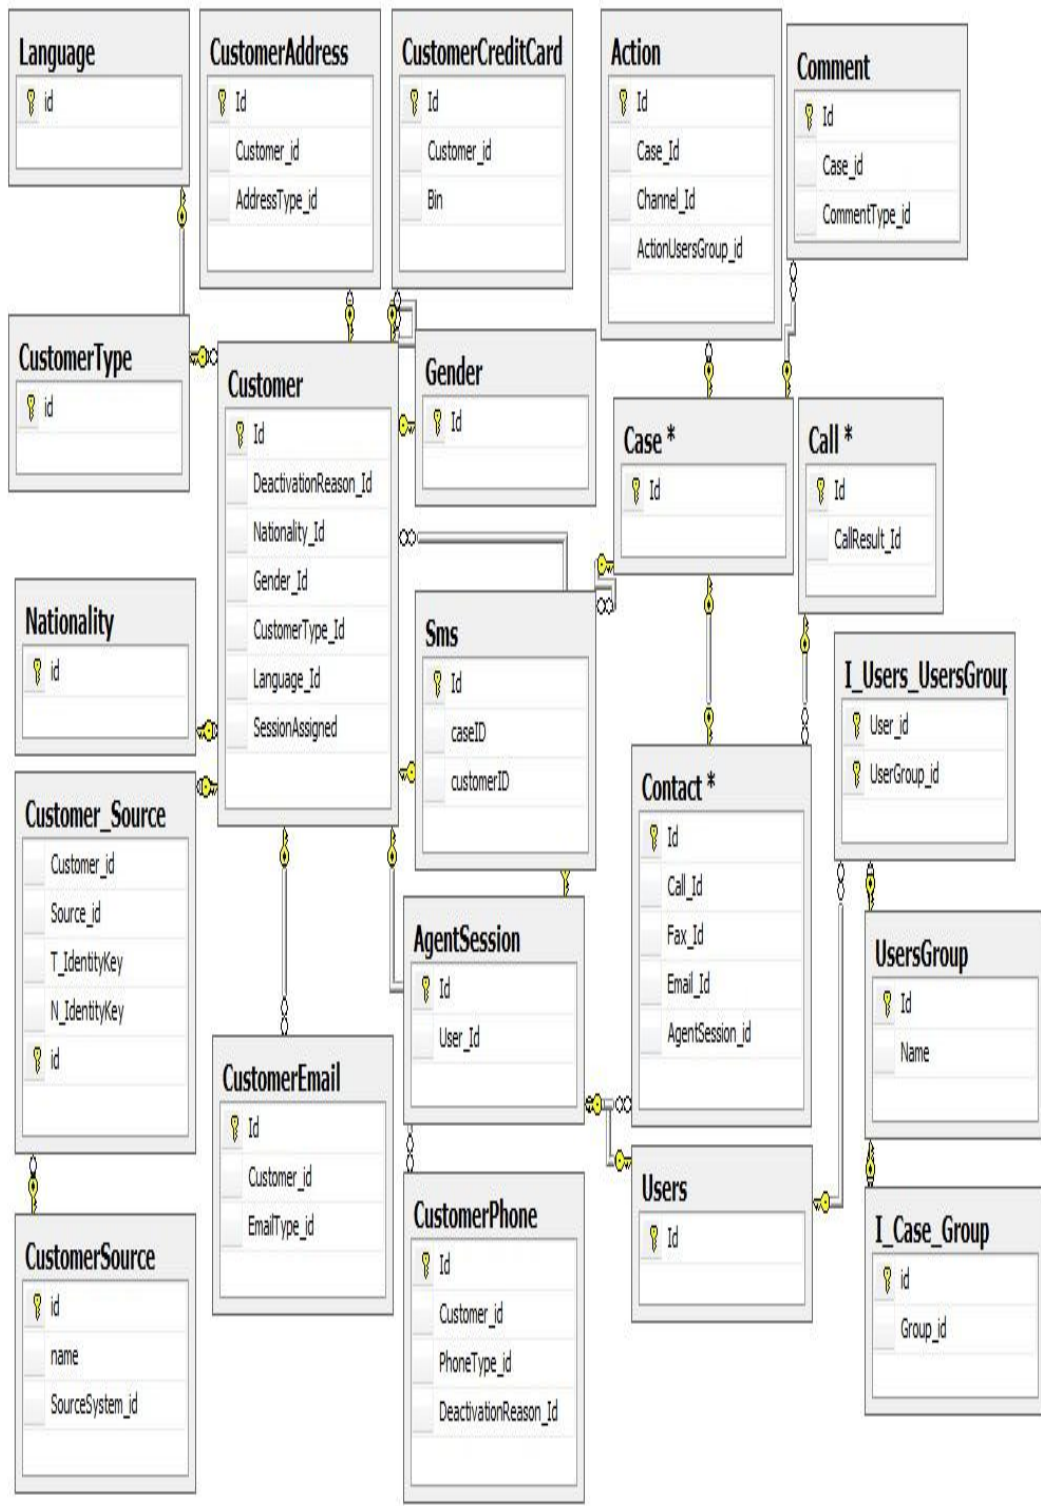 Language
id
CustomerAddress
Id
Customer_id
AddressType_id
CustomerCreditCard
Id
Customer_id
Bin
Action
Id
Case_Id
Channel_Id
ActionUsersGroup_id
Comment
Id
Case_id
CommentType_id
CustomerType
id
Customer
Id
DeactivationReason_Id
Nationality_Id
Gender_Id
CustomerType_Id
Language_Id
SessionAssigned
Gender
Id
Case *
Id
Call *
Id
CallResult_Id
Nationality
id
Sms
Id
caseID
customerID
I_Users_UsersGroup
User_id
UserGroup_id
Customer_Source
Customer_id
Source_id
T_IdentityKey
N_IdentityKey
id
Contact *
Id
Call_Id
Fax_Id
Email_Id
AgentSession_id
AgentSession
Id
User_Id
UsersGroup
Id
Name
CustomerEmail
Id
Customer_id
EmailType_id
CustomerPhone
Id
Customer_id
PhoneType_id
DeactivationReason_Id
Users
Id
I_Case_Group
id
Group_id
CustomerSource
id
name
SourceSystem_id